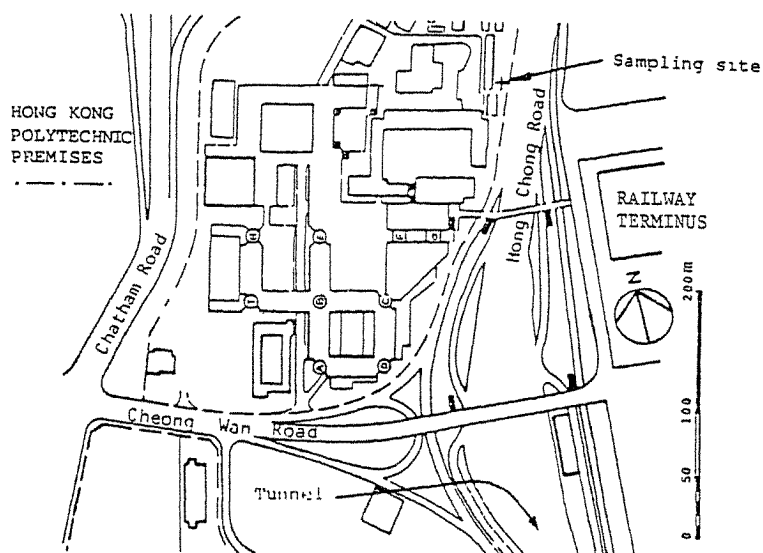 Sampling site
HONG KONG
POLYTECHNIC
PREMISES
Hong Chong Road
RAILWAY
TERMINUS
Chatham Road
N
200m
100
50
0
H
E
F
G
I
B
C
A
D
Cheong Wan Road
Tunnel